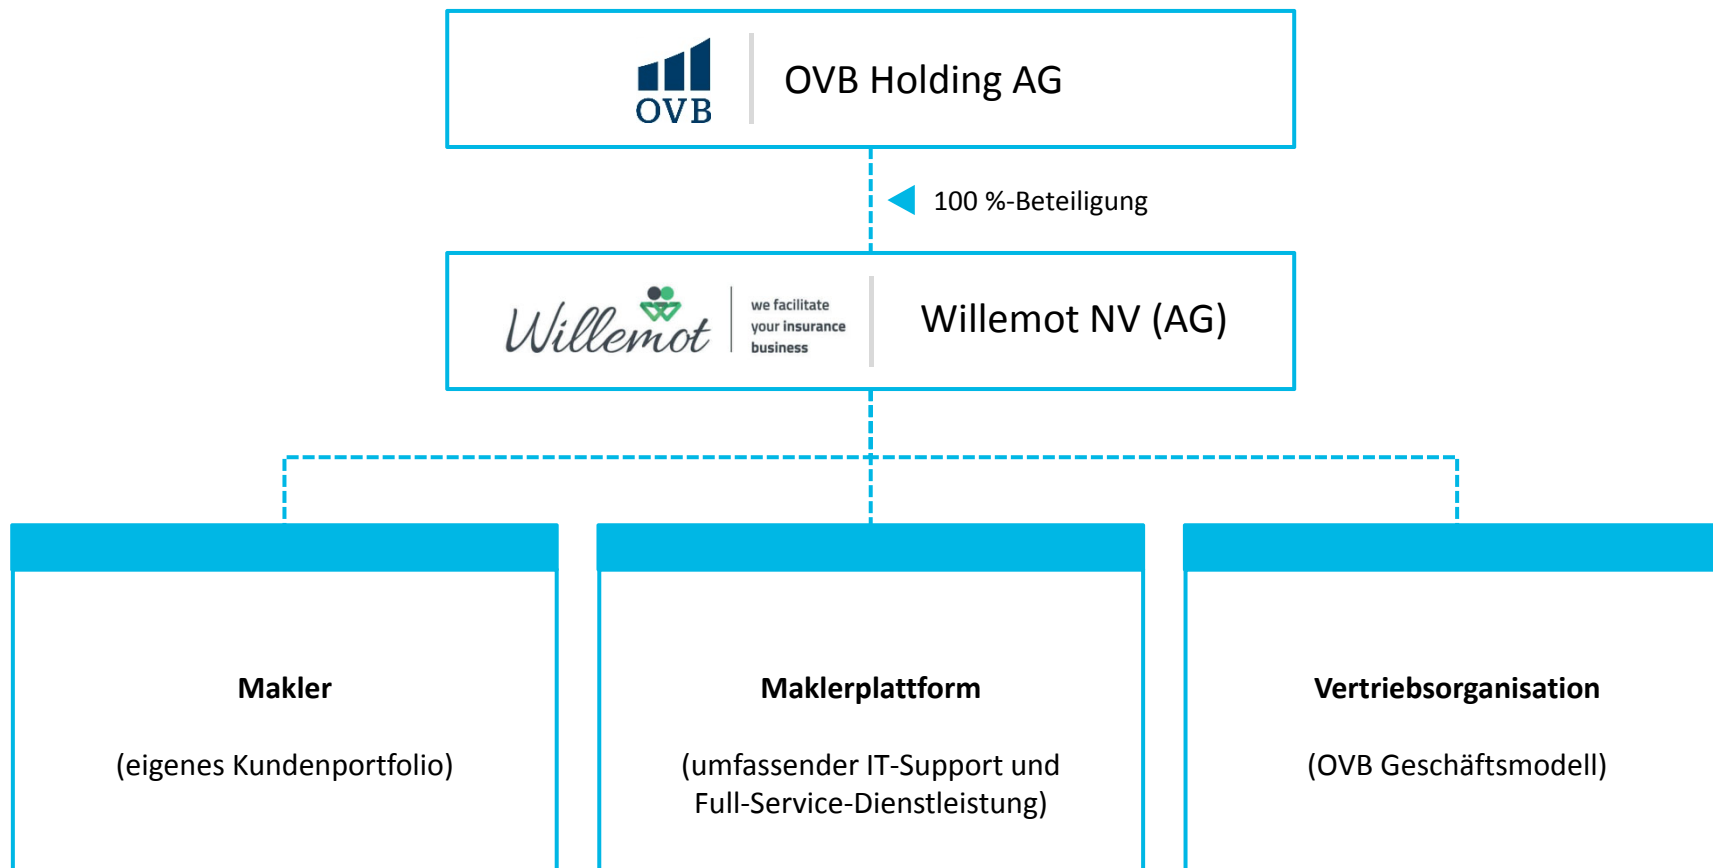 OVB
OVB Holding AG
100 %-Beteiligung
Willemot
we facilitate
your insurance
business
Willemot NV (AG)
Makler
(eigenes Kundenportfolio)
Maklerplattform
(umfassender IT-Support und
Full-Service-Dienstleistung)
Vertriebsorganisation
(OVB Geschäftsmodell)